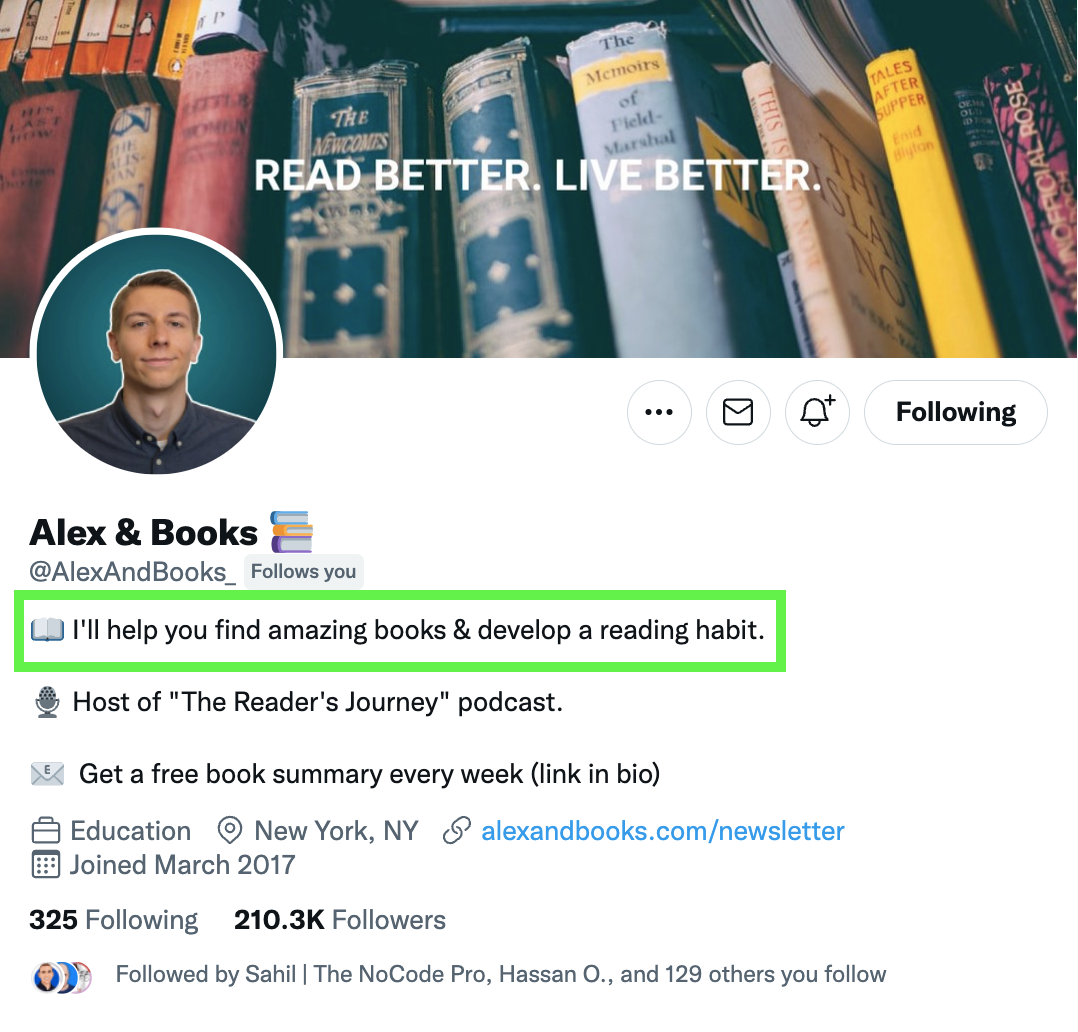 THE
NEWCOMES
The
Memoirs
of
Field-
Marshal
TALES
AFTER
SUPPER
Enid
Blyton
THIS IS
UNOFFICIAL ROSE
READ BETTER. LIVE BETTER.
Following
Alex & Books
@AlexAndBooks_ Follows you
I'll help you find amazing books & develop a reading habit.
Host of "The Reader's Journey" podcast.
E
Get a free book summary every week (link in bio)
Education New York, NY alexandbooks.com/newsletter
Joined March 2017
325 Following 210.3K Followers
Followed by Sahil | The NoCode Pro, Hassan O., and 129 others you follow